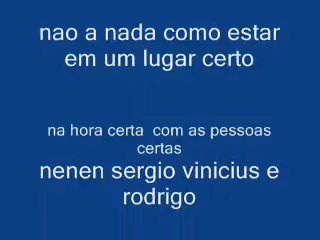 nao a nada como estar
em um lugar certo
na hora certa  com as pessoas
certas
nenen sergio vinicius e
rodrigo